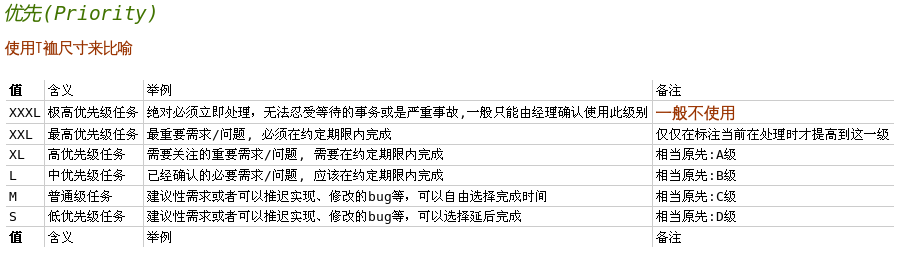 优先(Priority)
使用T裇尺寸来比喻
值 含义 举例 备注
XXXL 极高优先级任务 绝对必须立即处理，无法忍受等待的事务或是严重事故,一般只能由经理确认使用此级别 一般不使用
XXL 最高优先级任务 最重要需求/问题, 必须在约定期限内完成 仅仅在标注当前在处理时才提高到这一级
XL 高优先级任务 需要关注的重要需求/问题, 需要在约定期限内完成 相当原先:A级
L 中优先级任务 已经确认的必要需求/问题, 应该在约定期限内完成 相当原先:B级
M 普通级任务 建议性需求或者可以推迟实现、修改的bug等，可以自由选择完成时间 相当原先:C级
S 低优先级任务 建议性需求或者可以推迟实现、修改的bug等，可以选择延后完成 相当原先:D级
值 含义 举例 备注